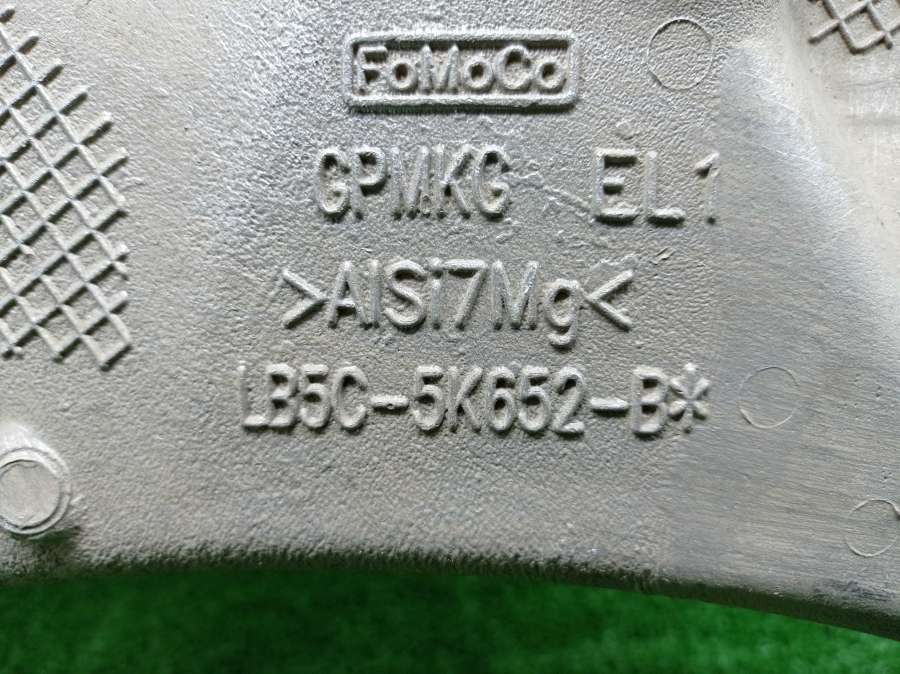 FoMoCo
GPMKG EL1
>AlSi7Mg<
LB5C-5K652-B*